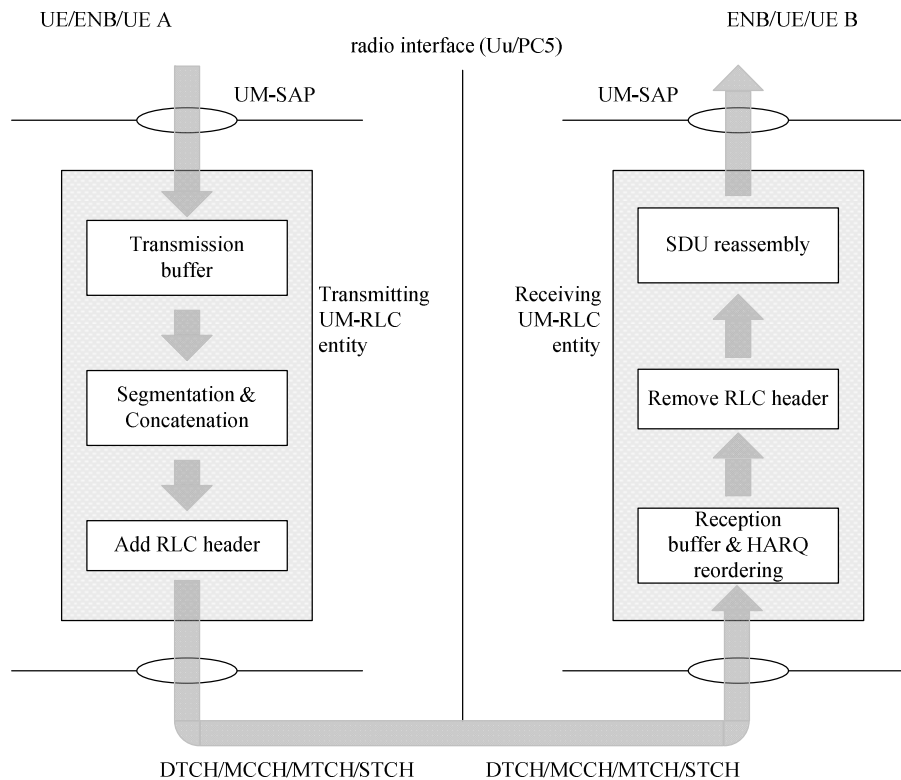 UE/ENB/UE A
ENB/UE/UE B
radio interface (Uu/PC5)
UM-SAP
UM-SAP
Transmission
buffer
Segmentation &
Concatenation
Add RLC header
Transmitting
UM-RLC
entity
Receiving
UM-RLC
entity
SDU reassembly
Remove RLC header
Reception
buffer & HARQ
reordering
DTCH/MCCH/MTCH/STCH
DTCH/MCCH/MTCH/STCH